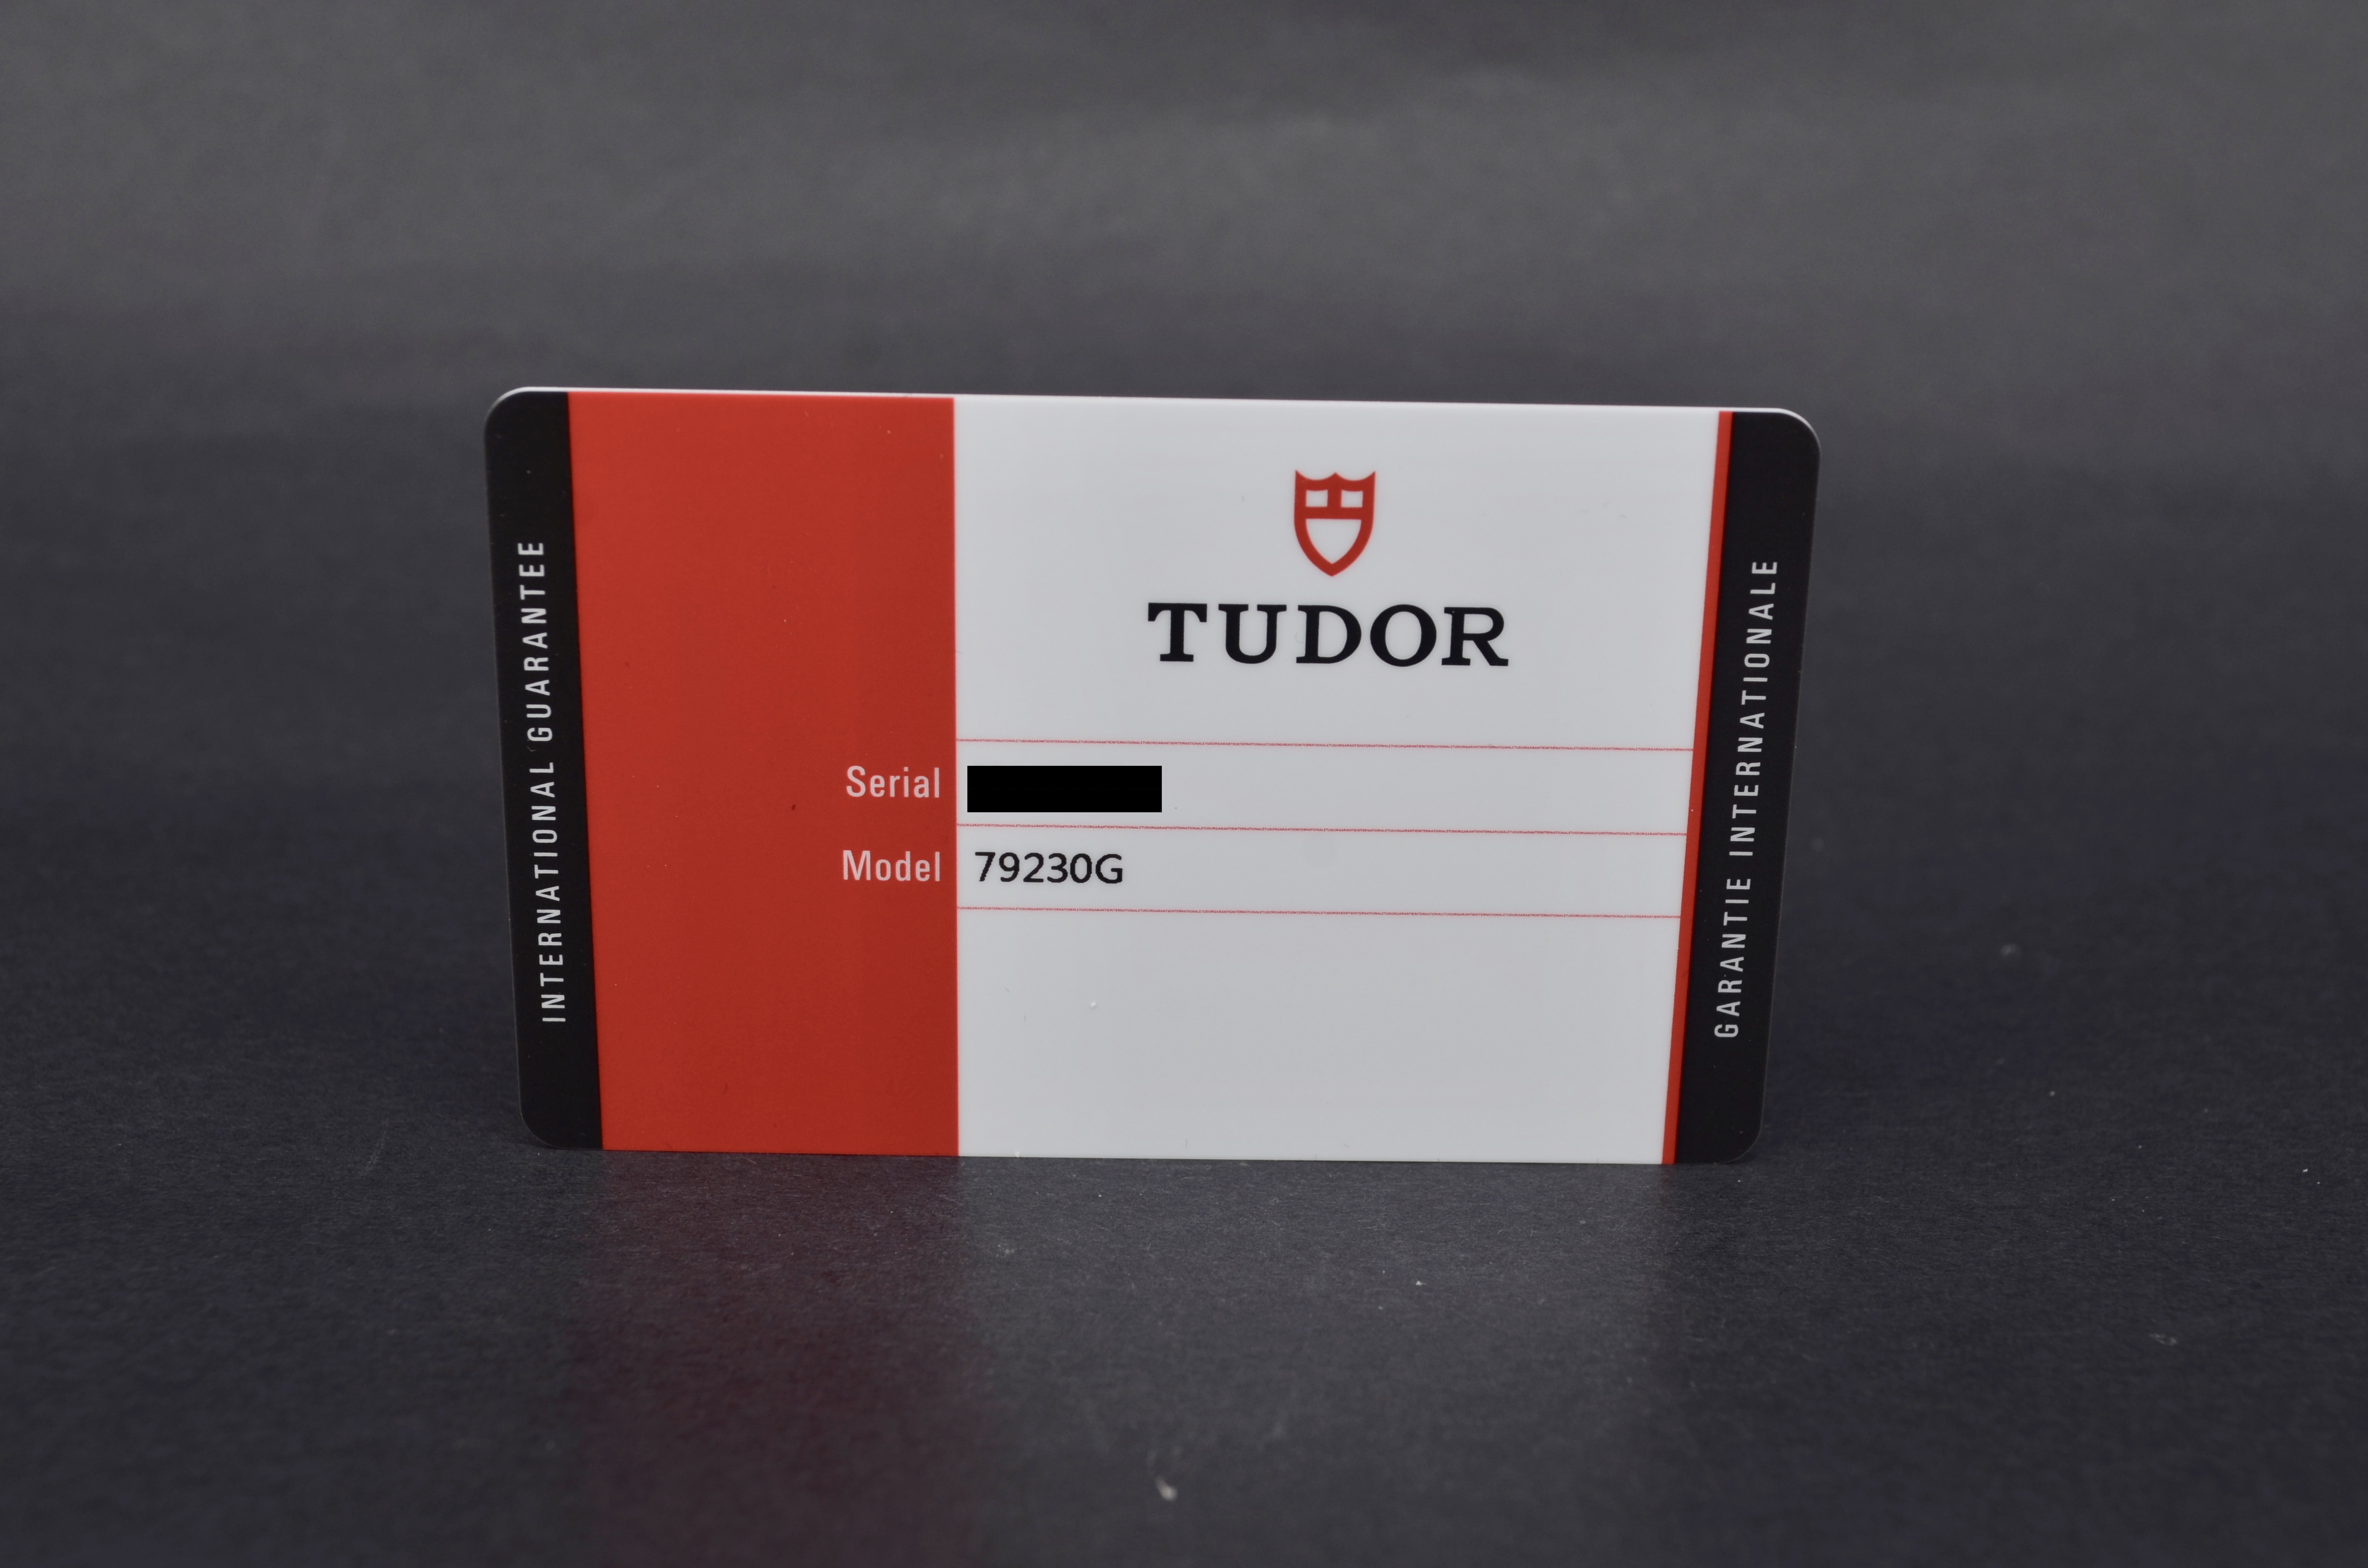 INTERNATIONAL GUARANTEE
TUDOR
Serial
Model 79230G
GARANTIE INTERNATIONALE